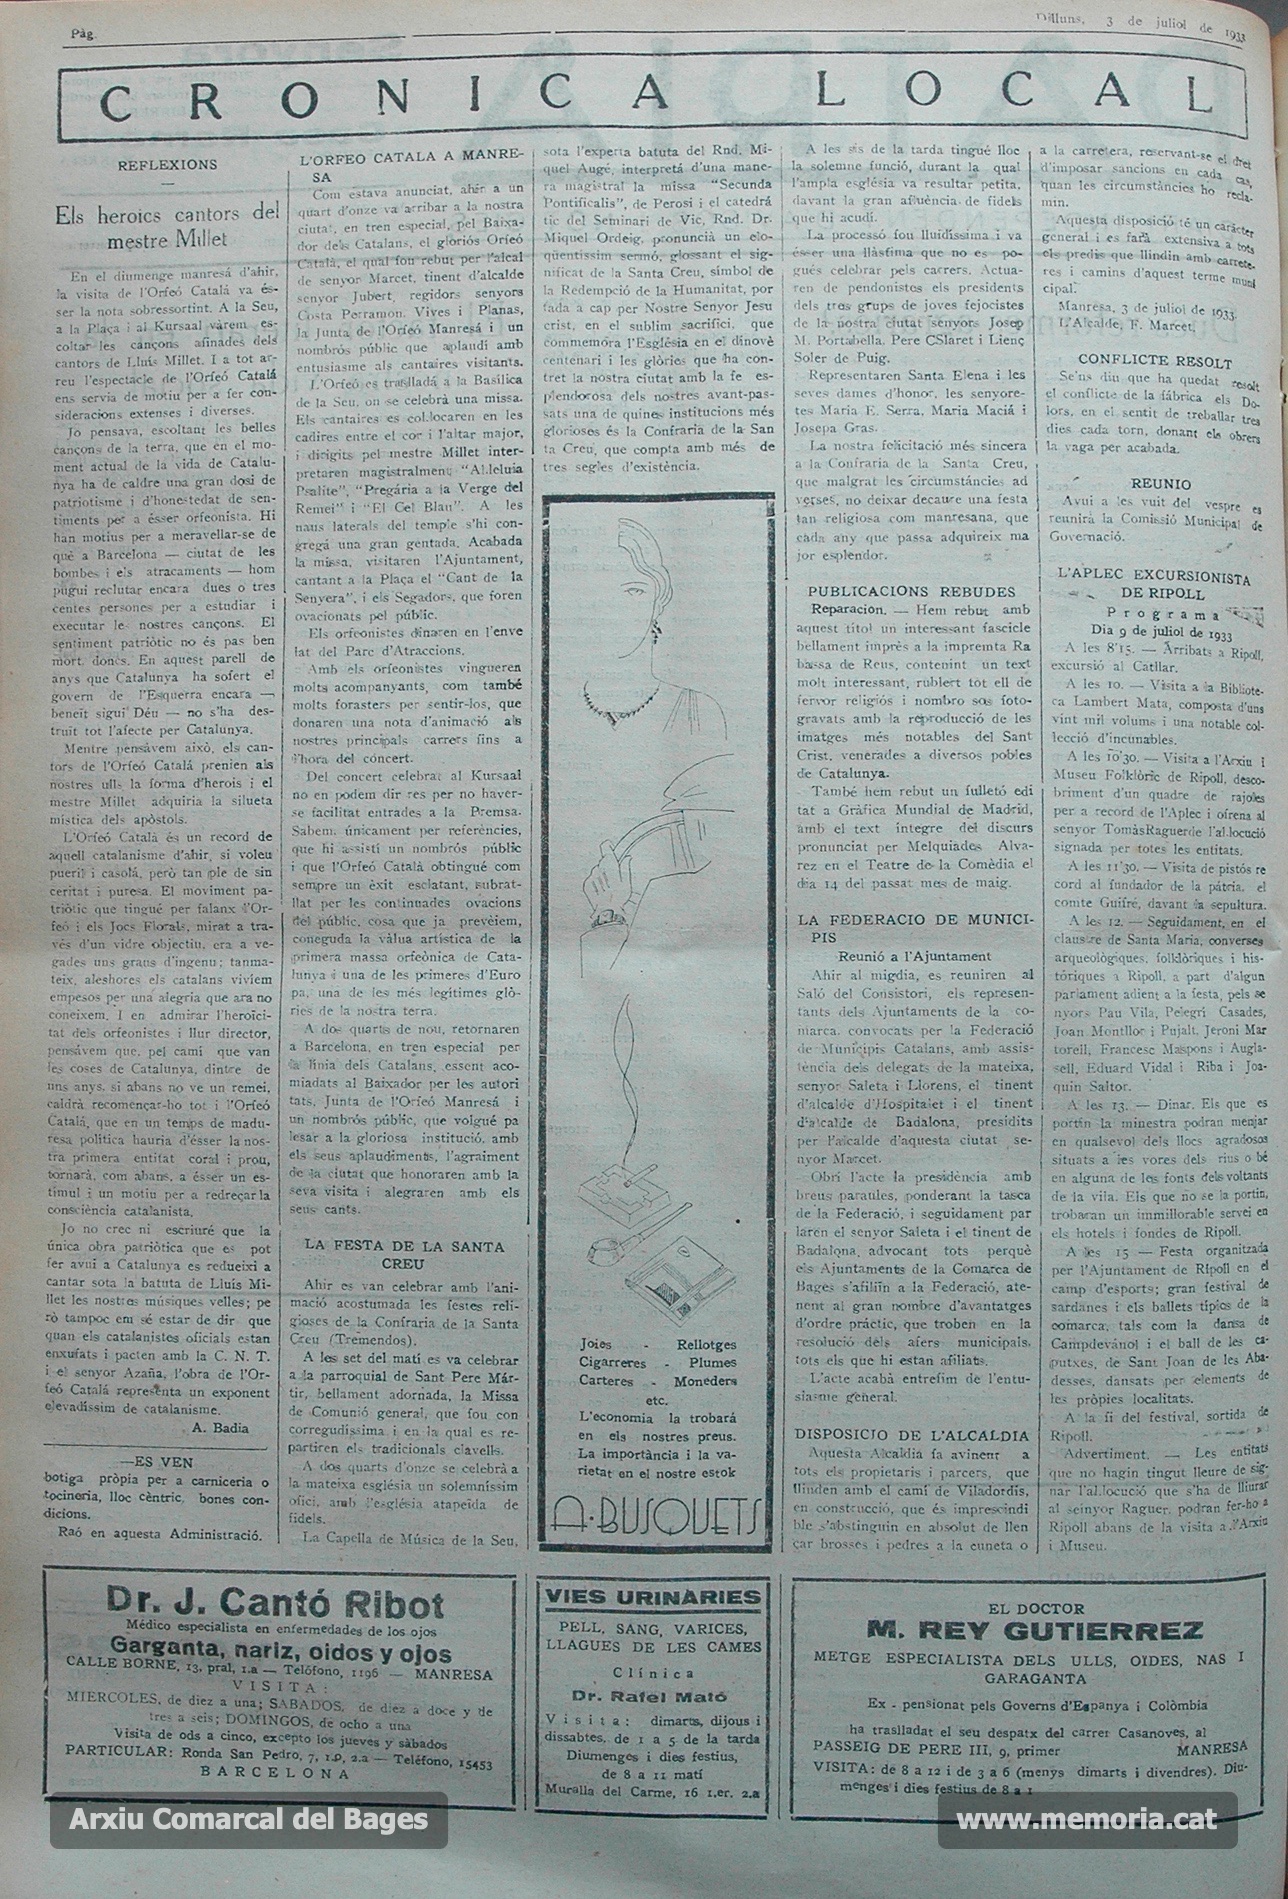 Pàg.
Dilluns, 3 de juliol de 1933
CRONICA LOCAL
REFLEXIONS
Els heroics cantors del
mestre Millet
En el diumenge manresá d'ahir,
la visita de l'Orfeó Català va és-
ser la nota sobressortint. A la Seu,
a la Plaça i al Kursaal vàrem es-
coltar les cançons afinades dels
cantors de Lluís Millet. I a tot ar-
reu l'espectacle de l'Orfeó Català
ens servia de motiu per a fer con-
sideracions extenses i diverses.
Jo pensava, escoltant les belles
cançons de la terra, que en el mo-
ment actual de la vida de Catalu-
nya ha de caldre una gran dosi de
patriotisme i d'honestedat de sen-
timents per a ésser orfeonista. Hi
han motius per a meravellar-se de
què a Barcelona — ciutat de les
bombes i els atracaments — hom
pugui reclutar encara dues o tres
centes persones per a estudiar i
executar les nostres cançons. El
sentiment patriòtic no és pas ben
mort, doncs. En aquest parell de
anys que Catalunya ha sofert el
govern de l'Esquerra encara —
beneït sigui Déu — no s'ha des-
truit tot l'afecte per Catalunya.
Mentre pensávem això, els can-
tors de l'Orfeó Catalá prenien als
nostres ulls la forma d'herois i el
mestre Millet adquiria la silueta
mística dels apòstols.
L'Orfeó Català és un record de
aquell catalanisme d'ahir, si voleu
pueril i casolà, però tan ple de sin
ceritat i puresa. El moviment pa-
triòtic que tingué per falanx l'Or-
feó i els Jocs Florals, mirat a tra-
vés d'un vidre objectiu, era a ve-
gades uns graus d'ingenu; tanma-
teix, aleshores els catalans vivíem
empesos per una alegria que ara no
coneixem. I en admirar l'heroïci-
tat dels orfeonistes i llur director,
pensávem que, pel camí que van
les coses de Catalunya, dintre de
uns anys, si abans no ve un remei,
caldrà recomençar-ho tot i l'Orfeó
Català, que en un temps de madu-
resa política hauria d'ésser la nos-
tra primera entitat coral i prou,
tornarà, com abans, a ésser un es-
timul i un motiu per a redreçar la
consciència catalanista.
Jo no crec ni escriuré que la
única obra patriòtica que es pot
fer avui a Catalunya es redueixi a
cantar sota la batuta de Lluís Mi-
llet les nostres músiques velles; pe
rò tampoc em sé estar de dir que
quan els catalanistes oficials estan
enxufats i pacten amb la C. N. T.
i el senyor Azaña, l'obra de l'Or-
feó Catalá representa un exponent
elevadíssim de catalanisme.
A. Badia
—ES VEN
botiga pròpia per a carniceria o
tocineria, lloc cèntric, bones con-
dicions.
Raó en aquesta Administració.
L'ORFEO CATALA A MANRE-
SA
Com estava anunciat, ahir a un
quart d'onze va arribar a la nostra
ciutat, en tren especial, pel Baixa-
dor dels Catalans, el gloriós Orfeó
Català, el qual fou rebut per l'alcal
de senyor Marcet, tinent d'alcalde
senyor Jubert, regidors senyors
Costa Perramon, Vives i Planas,
la Junta de l'Orfeó Manresá i un
nombrós públic que aplaudí amb
entusiasme als cantaires visitants.
L'Orfeó es traslladá a la Basílica
de la Seu, on se celebrà una missa.
Els cantaires es col.locaren en les
cadires entre el cor i l'altar major,
i dirigits pel mestre Millet inter-
pretaren magistralment: "Al.leluia
Psalite", "Pregária a la Verge del
Remei" i "El Cel Blau". A les
naus laterals del temple s'hi con-
gregá una gran gentada. Acabada
la missa, visitaren l'Ajuntament,
cantant a la Plaça el "Cant de la
Senyera", i els Segadors, que foren
ovacionats pel públic.
Els orfeonistes dinaren en l'enve
lat del Parc d'Atraccions.
Amb els orfeonistes vingueren
molts acompanyants, com també
molts forasters per sentir-los, que
donaren una nota d'animació als
nostres principals carrers fins a
l'hora del concert.
Del concert celebrat al Kursaal
no en podem dir res per no haver-
se facilitat entrades a la Premsa.
Sabem, únicament per referències,
que hi assistí un nombrós públic
i que l'Orfeó Català obtingué com
sempre un èxit esclatant, subrat-
llat per les continuades ovacions
del públic, cosa que ja prevèiem,
coneguda la vàlua artística de la
primera massa orfeònica de Cata-
lunya i una de les primeres d'Euro
pa, una de les més legítimes glò-
ries de la nostra terra.
A dos quarts de nou, retornaren
a Barcelona, en tren especial per
la línia dels Catalans, essent aco-
miadats al Baixador per les autori
tats, Junta de l'Orfeó Manresà i
un nombrós públic, que volgué pa
lesar a la gloriosa institució, amb
els seus aplaudiments, l'agraiment
de la ciutat que honoraren amb la
seva visita i alegraren amb els
seus cants.
LA FESTA DE LA SANTA
CREU
Ahir es van celebrar amb l'ani-
mació acostumada les festes reli-
gioses de la Confraria de la Santa
Creu (Tremendos).
A les set del matí es va celebrar
a la parroquial de Sant Pere Már-
tir, bellament adornada, la Missa
de Comunió general, que fou con
corregudíssima i en la qual es re-
partiren els tradicionals clavells.
A dos quarts d'onze se celebrà a
la mateixa església un solemníssim
ofici, amb l'església atapeïda de
fidels.
La Capella de Música de la Seu,
sota l'experta batuta del Rnd. Mi-
quel Augé, interpretá d'una mane-
ra magistral la missa "Secunda
Pontificalis", de Perosi i el catedrá
tic del Seminari de Vic, Rnd. Dr.
Miquel Ordeig, pronuncià un elo-
qüentíssim sermó, glossant el sig-
nificat de la Santa Creu, símbol de
la Redempció de la Humanitat, por
tada a cap per Nostre Senyor Jesu
crist, en el sublim sacrifici, que
commemora l'Església en el dinovè
centenari i les glòries que ha con-
tret la nostra ciutat amb la fe es-
plendorosa dels nostres avant-pas-
sats una de quines institucions més
glorioses és la Confraria de la San
ta Creu, que compta amb més de
tres segles d'existència.
Joies - Rellotges
Cigarreres - Plumes
Carteres - Moneders
etc.
L'economia la trobará
en els nostres preus.
La importància i la va-
rietat en el nostre estok
A. BUSQUETS
A les sis de la tarda tingué lloc
la solemne funció, durant la qual
l'ampla església va resultar petita,
davant la gran afluència de fidels
que hi acudí.
La processó fou lluidíssima i va
ésser una llàstima que no es po-
gués celebrar pels carrers. Actua-
ren de pendonistes els presidents
dels tres grups de joves fejocistes
de la nostra ciutat senyors Josep
M. Portabella, Pere CSlaret i Llenç
Soler de Puig.
Representaren Santa Elena i les
seves dames d'honor, les senyore-
tes Maria E. Serra, Maria Maciá i
Josepa Gras.
La nostra felicitació més sincera
a la Confraria de la Santa Creu,
que malgrat les circumstáncies ad
verses, no deixar decaure una festa
tan religiosa com manresana, que
cada any que passa adquireix ma
jor esplendor.
PUBLICACIONS REBUDES
Reparacion. — Hem rebut amb
aquest títol un interessant fascicle
bellament imprès a la impremta Ra
bassa de Reus, contenint un text
molt interessant, rublert tot ell de
fervor religiós i nombro sos foto-
gravats amb la reproducció de les
imatges més notables del Sant
Crist, venerades a diversos pobles
de Catalunya.
També hem rebut un fulletó edi
tat a Gráfica Mundial de Madrid,
amb el text integre del discurs
pronunciat per Melquiades Alva-
rez en el Teatre de la Comèdia el
dia 14 del passat mes de maig.
LA FEDERACIO DE MUNICI-
PIS
Reunió a l'Ajuntament
Ahir al migdia, es reuniren al
Saló del Consistori, els represen-
tants dels Ajuntaments de la co-
marca, convocats per la Federació
de Municipis Catalans, amb assis-
tència dels delegats de la mateixa,
senyor Saleta i Llorens, el tinent
d'alcalde d'Hospitalet i el tinent
d'alcalde de Badalona, presidits
per l'alcalde d'aquesta ciutat se-
nyor Marcet.
Obrí l'acte la presidència amb
breus paraules, ponderant la tasca
de la Federació, i seguidament par
laren el senyor Saleta i el tinent de
Badalona, advocant tots perquè
els Ajuntaments de la Comarca de
Bages s'afiliïn a la Federació, ate-
nent al gran nombre d'avantatges
d'ordre práctic, que troben en la
resolució dels afers municipals,
tots els que hi estan afiliats.
L'acte acabà entrefim de l'entu-
siasme general.
DISPOSICIO DE L'ALCALDIA
Aquesta Alcaldia fa avinent a
tots els propietaris i parcers, que
llinden amb el camí de Viladordis,
en construcció, que és imprescindi
ble s'abstinguin en absolut de llen
çar brosses i pedres a la cuneta o
a la carretera, reservant-se el dret
d'imposar sancions en cada cas,
quan les circumstàncies ho recla-
min.
Aquesta disposició té un carácter
general i es farà extensiva a tots
els predis que llindin amb carrete-
res i camins d'aquest terme muni
cipal.
Manresa, 3 de juliol de 1933.
L'Alcalde, F. Marcet.
CONFLICTE RESOLT
Se'ns diu que ha quedat resolt
el conflicte de la fábrica els Do-
lors, en el sentit de treballar tres
dies cada torn, donant els obrers
la vaga per acabada.
REUNIO
Avui a les vuit del vespre es
reunirá la Comissió Municipal de
Governació.
L'APLEC EXCURSIONISTA
DE RIPOLL
Programa
Dia 9 de juliol de 1933
A les 8'15. — Arribats a Ripoll,
excursió al Catllar.
A les 10. — Visita a la Bibliote-
ca Lambert Mata, composta d'uns
vint mil volums i una notable col-
lecció d'incunables.
A les 10'30. — Visita a l'Arxiu i
Museu Folklòric de Ripoll, desco-
briment d'un quadre de rajoles
per a record de l'Aplec i ofrena al
senyor TomàsRaguerde l'al.locució
signada per totes les entitats.
A les 11'30. — Visita de pistós re
cord al fundador de la pátria, el
comte Guifré, davant la sepultura.
A les 12. — Seguidament, en el
claustre de Santa Maria, converses
arqueològiques, folklòriques i his-
tóriques a Ripoll, a part d'algun
parlament adient a la festa, pels se
nyors Pau Vila, Pelegrí Casades,
Joan Montllor i Pujalt, Jeroni Mar
torell, Francesc Maspons i Augla-
sell, Eduard Vidal i Riba i Joa-
quin Saltor.
A les 13. — Dinar. Els que es
portin la minestra podran menjar
en qualsevol dels llocs agradosos
situats a les vores dels rius o bé
en alguna de les fonts dels voltants
de la vila. Els que no se la portin,
trobaran un immillorable servei en
els hotels i fondes de Ripoll.
A les 15 — Festa organitzada
per l'Ajuntament de Ripoll en el
camp d'esports; gran festival de
sardanes i els ballets típics de la
comarca, tals com la dansa de
Campdevánol i el ball de les ca-
putxes, de Sant Joan de les Aba-
desses, dansats per elements de
les pròpies localitats.
A la fi del festival, sortida de
Ripoll.
Advertiment. — Les entitats
que no hagin tingut lleure de sig-
nar l'al.locució que s'ha de lliurar
al seinyor Raguer, podran fer-ho a
Ripoll abans de la visita a l'Arxiu
i Museu.
Dr. J. Cantó Ribot
Médico especialista en enfermedades de los ojos
Garganta, nariz, oidos y ojos
CALLE BORNE, 13, pral, 1.a — Teléfono, 1196 — MANRESA
VISITA:
MIERCOLES, de diez a una; SABADOS, de diez a doce y de
tres a seis; DOMINGOS, de ocho a una
Visita de ods a cinco, excepto los jueves y sábados
PARTICULAR: Ronda San Pedro, 7, 1.º, 2.a — Teléfono, 15453
BARCELONA
VIES URINARIES
PELL, SANG, VARICES,
LLAGUES DE LES CAMES
Clínica
Dr. Rafel Mató
Visita: dimarts, dijous i
dissabtes, de 1 a 5 de la tarda
Diumenges i dies festius,
de 8 a 11 matí
Muralla del Carme, 16 1.er. 2.a
EL DOCTOR
M. REY GUTIERREZ
METGE ESPECIALISTA DELS ULLS, OIDES, NAS I
GARAGANTA
Ex - pensionat pels Governs d'Espanya i Colòmbia
ha traslladat el seu despatx del carrer Casanoves, al
PASSEIG DE PERE III, 9, primer MANRESA
VISITA: de 8 a 12 i de 3 a 6 (menys dimarts i divendres). Diu-
menges i dies festius de 8 a 1
Arxiu Comarcal del Bages
www.memoria.cat